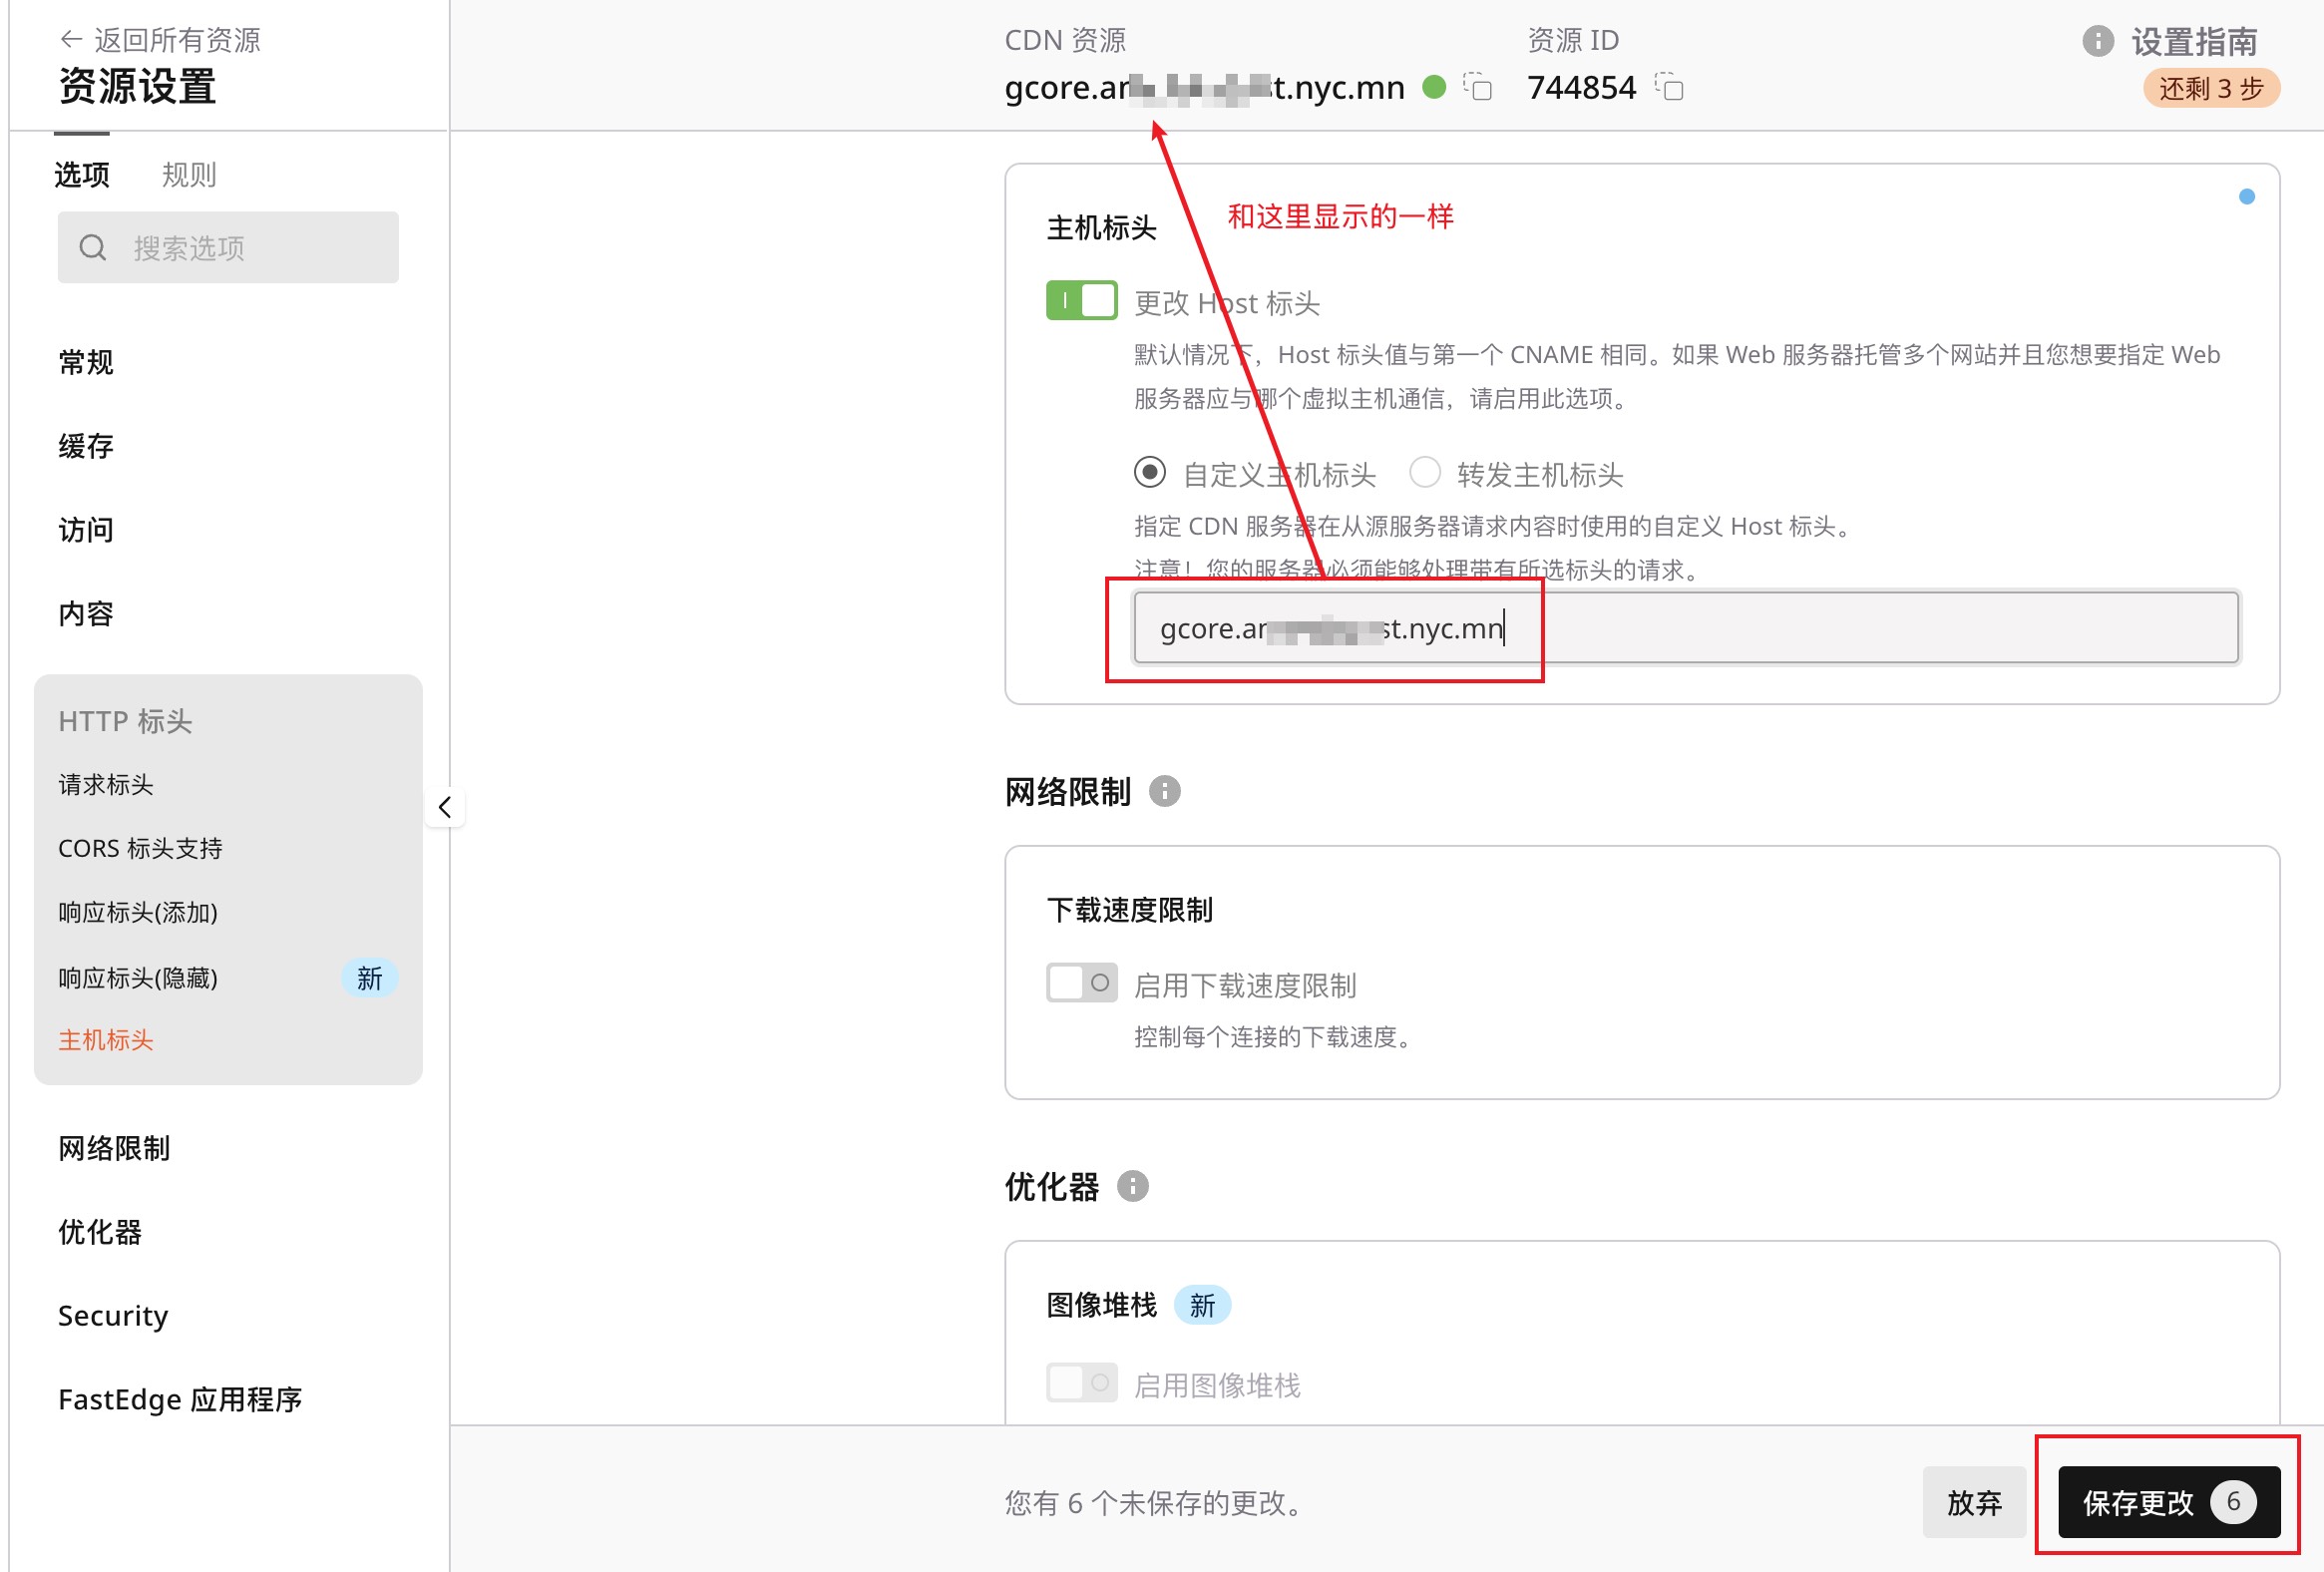 ← 返回所有资源
资源设置
CDN 资源
资源 ID
gcore.ar
t.nyc.mn
744854
设置指南
还剩 3 步
选项
规则
搜索选项
常规
缓存
访问
内容
HTTP 标头
请求标头
CORS 标头支持
响应标头(添加)
响应标头(隐藏) 新
主机标头
网络限制
优化器
Security
FastEdge 应用程序
主机标头
和这里显示的一样
更改 Host 标头
默认情况下，Host 标头值与第一个 CNAME 相同。如果 Web 服务器托管多个网站并且您想要指定 Web
服务器应与哪个虚拟主机通信，请启用此选项。
自定义主机标头 转发主机标头
指定 CDN 服务器在从源服务器请求内容时使用的自定义 Host 标头。
注意！您的服务器必须能够处理带有所选标头的请求。
gcore.ar
st.nyc.mn
网络限制
下载速度限制
启用下载速度限制
控制每个连接的下载速度。
优化器
图像堆栈 新
启用图像堆栈
您有 6 个未保存的更改。
放弃
保存更改 6